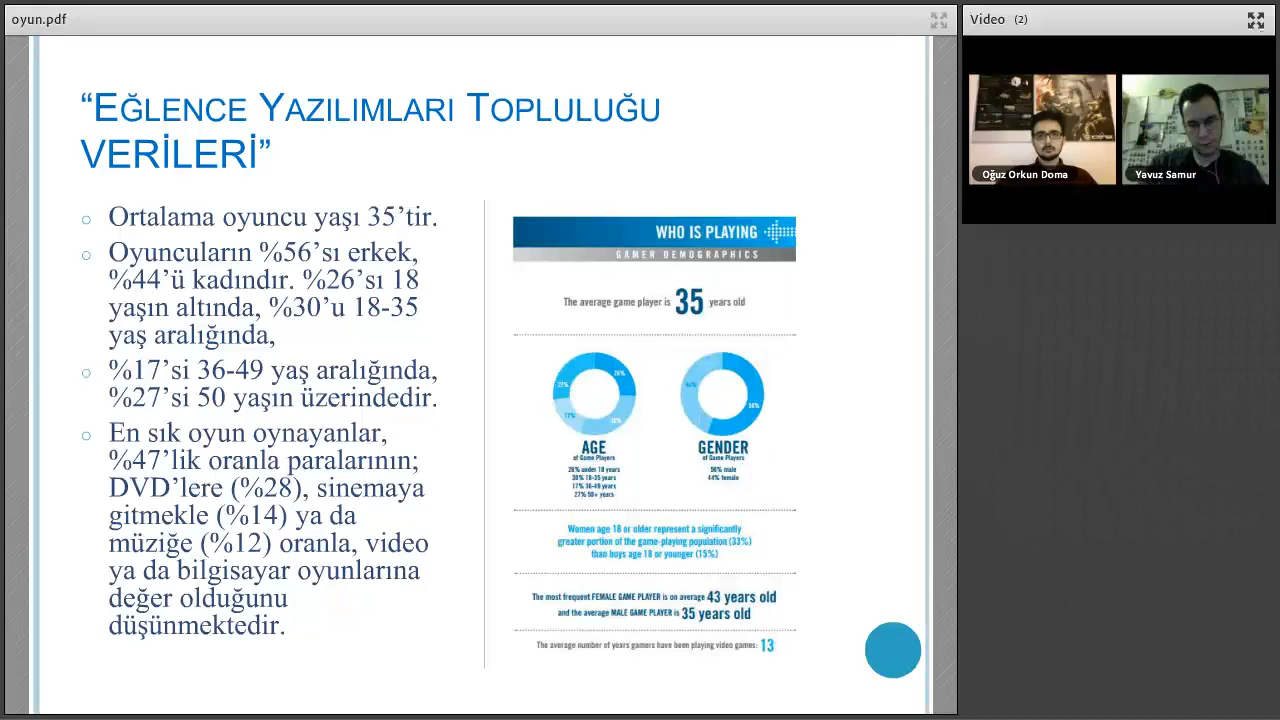 oyun.pdf
“EĞLENCE YAZILIMLARI TOPLULUĞU
VERİLERİ”
Ortalama oyuncu yaşı 35’tir.
Oyuncuların %56’sı erkek,
%44’ü kadındır. %26’sı 18
yaşın altında, %30’u 18-35
yaş aralığında,
%17’si 36-49 yaş aralığında,
%27’si 50 yaşın üzerindedir.
En sık oyun oynayanlar,
%47’lik oranla paralarının;
DVD’lere (%28), sinemaya
gitmekle (%14) ya da
müziğe (%12) oranla, video
ya da bilgisayar oyunlarına
değer olduğunu
düşünmektedir.
WHO IS PLAYING
GAMER DEMOGRAPHICS
The average game player is 35 years old
27% 26%
17% 30%
44%
56%
AGE
of Game Players
26% under 18 years
30% 18-35 years
17% 36-49 years
27% 50+ years
GENDER
of Game Players
56% male
44% female
Women age 18 or older represent a significantly
greater portion of the game-playing population (33%)
than boys age 18 or younger (15%)
The most frequent FEMALE GAME PLAYER is on average 43 years old
and the average MALE GAME PLAYER is 35 years old
The average number of years gamers have been playing video games: 13
Video (2)
Oğuz Orkun Doma
Yavuz Samur